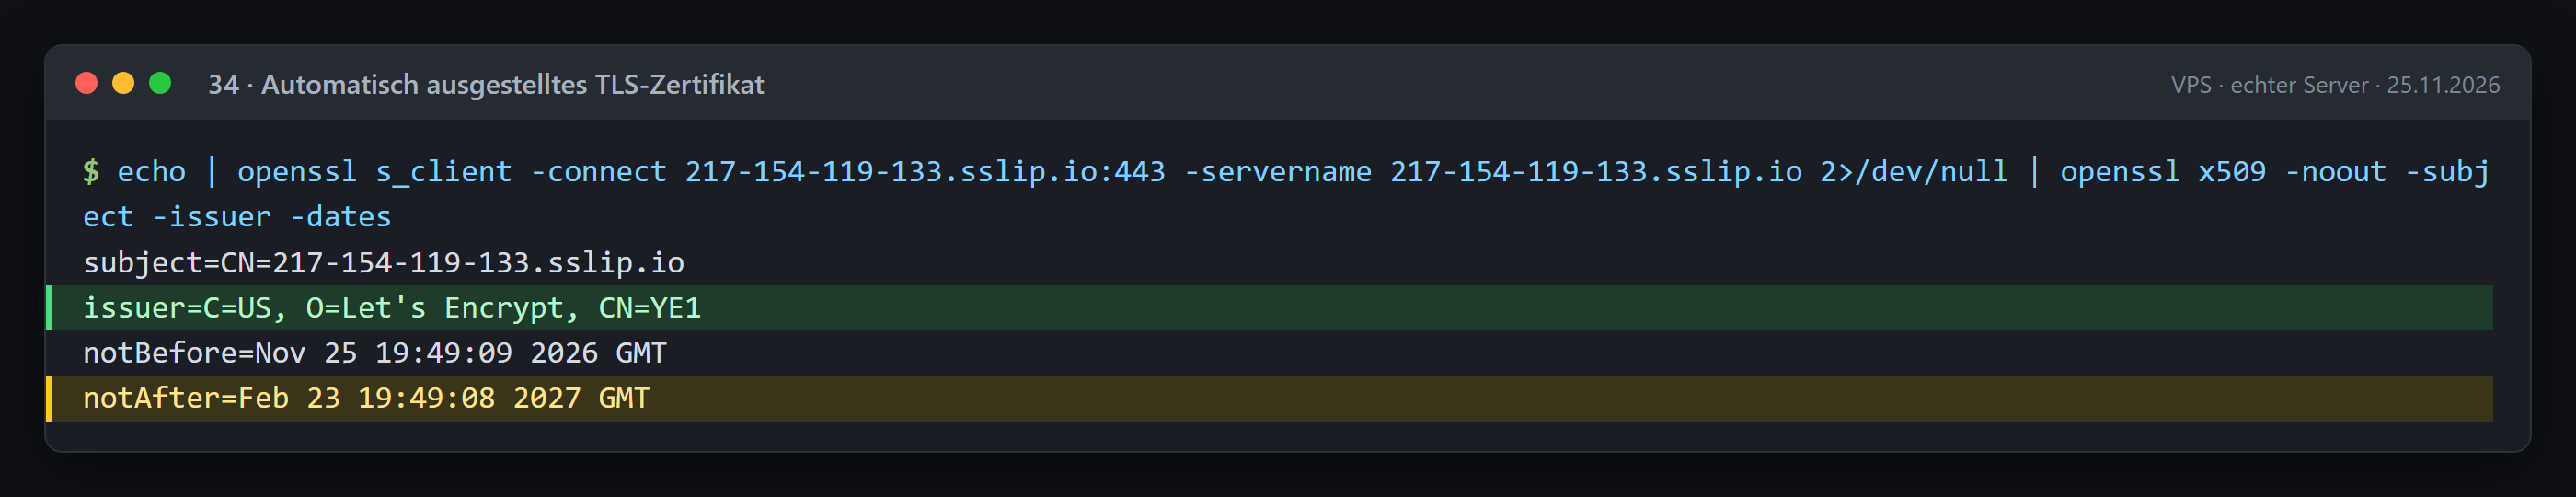 34 · Automatisch ausgestelltes TLS-Zertifikat
VPS · echter Server · 25.11.2026
$ echo | openssl s_client -connect 217-154-119-133.sslip.io:443 -servername 217-154-119-133.sslip.io 2>/dev/null | openssl x509 -noout -subj
ect -issuer -dates
subject=CN=217-154-119-133.sslip.io
issuer=C=US, O=Let's Encrypt, CN=YE1
notBefore=Nov 25 19:49:09 2026 GMT
notAfter=Feb 23 19:49:08 2027 GMT